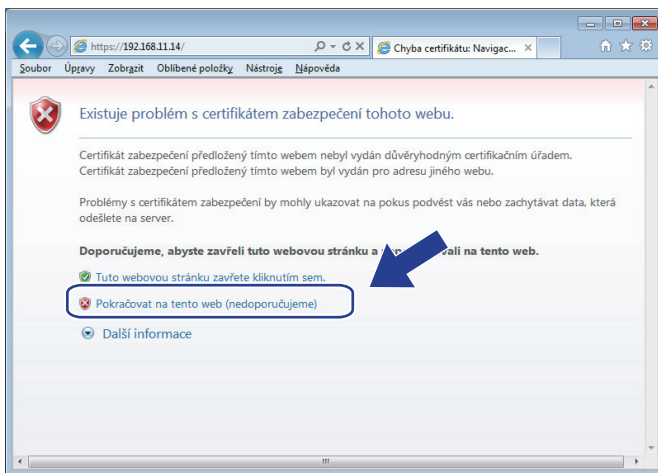 https://192.168.11.14/
Chyba certifikátu: Navigac...
Soubor Úpravy Zobrazit Oblíbené položky Nástroje Nápověda
Existuje problém s certifikátem zabezpečení tohoto webu.
Certifikát zabezpečení předložený tímto webem nebyl vydán důvěryhodným certifikačním úřadem.
Certifikát zabezpečení předložený tímto webem byl vydán pro adresu jiného webu.
Problémy s certifikátem zabezpečení by mohly ukazovat na pokus podvést vás nebo zachytávat data, která
odešlete na server.
Doporučujeme, abyste zavřeli tuto webovou stránku a na tento web.
Tuto webovou stránku zavřete kliknutím sem.
Pokračovat na tento web (nedoporučujeme)
Další informace